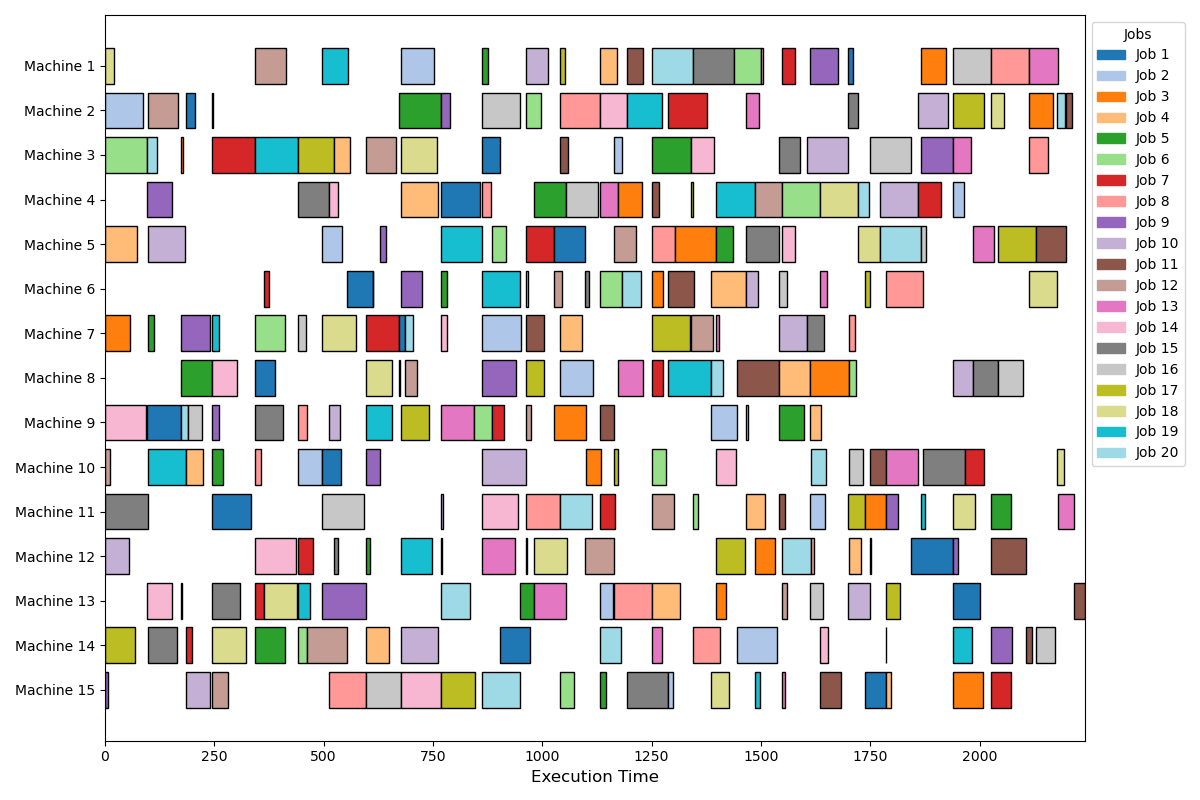 Machine 1
Machine 2
Machine 3
Machine 4
Machine 5
Machine 6
Machine 7
Machine 8
Machine 9
Machine 10
Machine 11
Machine 12
Machine 13
Machine 14
Machine 15
0 250 500 750 1000 1250 1500 1750 2000
Execution Time
Jobs
Job 1
Job 2
Job 3
Job 4
Job 5
Job 6
Job 7
Job 8
Job 9
Job 10
Job 11
Job 12
Job 13
Job 14
Job 15
Job 16
Job 17
Job 18
Job 19
Job 20